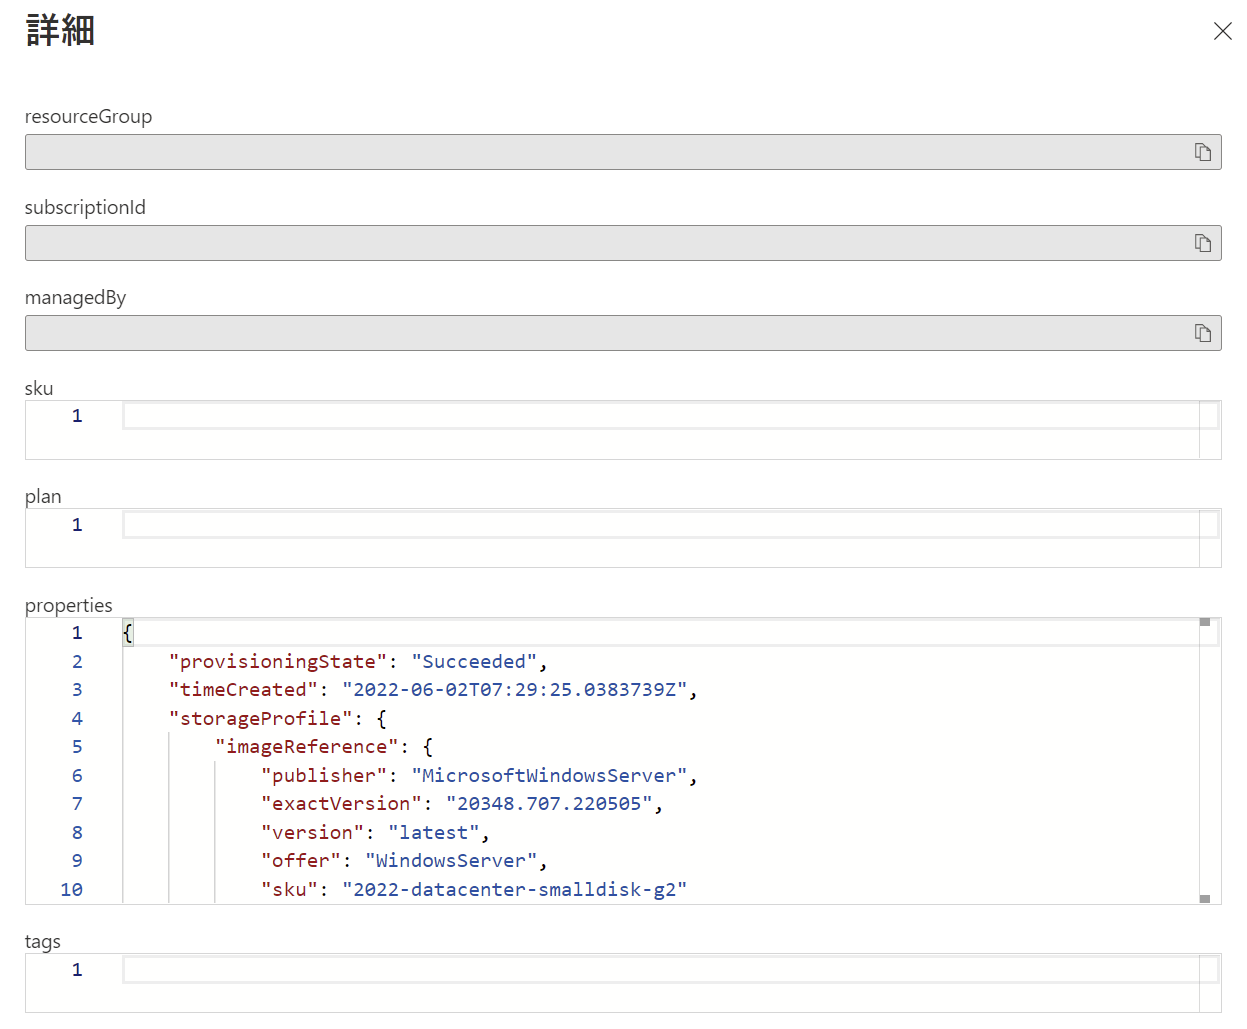 詳細
resourceGroup
subscriptionId
managedBy
sku
1
plan
1
properties
1 {
2 "provisioningState": "Succeeded",
3 "timeCreated": "2022-06-02T07:29:25.0383739Z",
4 "storageProfile": {
5 "imageReference": {
6 "publisher": "MicrosoftWindowsServer",
7 "exactVersion": "20348.707.220505",
8 "version": "latest",
9 "offer": "WindowsServer",
10 "sku": "2022-datacenter-smalldisk-g2"
tags
1